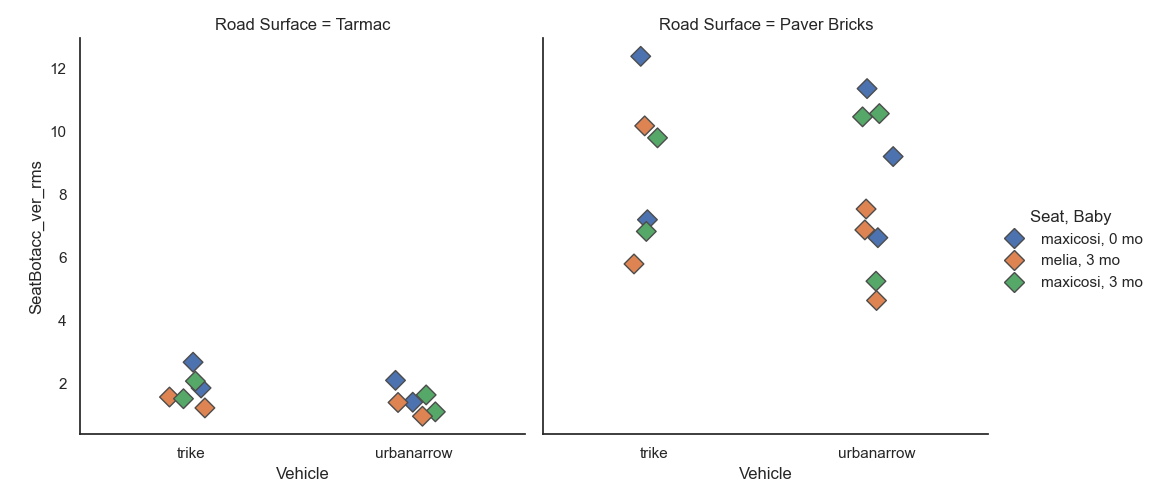 Road Surface = Tarmac
Road Surface = Paver Bricks
SeatBotacc_ver_rms
12
10
8
6
4
2
trike
urbanarrow
Vehicle
trike
urbanarrow
Vehicle
Seat, Baby
maxicosi, 0 mo
melia, 3 mo
maxicosi, 3 mo